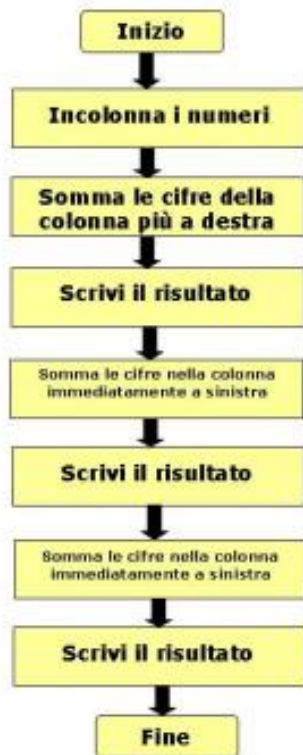 Inizio
Incolonna i numeri
Somma le cifre della
colonna più a destra
Scrivi il risultato
Somma le cifre nella colonna
immediatamente a sinistra
Scrivi il risultato
Somma le cifre nella colonna
immediatamente a sinistra
Scrivi il risultato
Fine